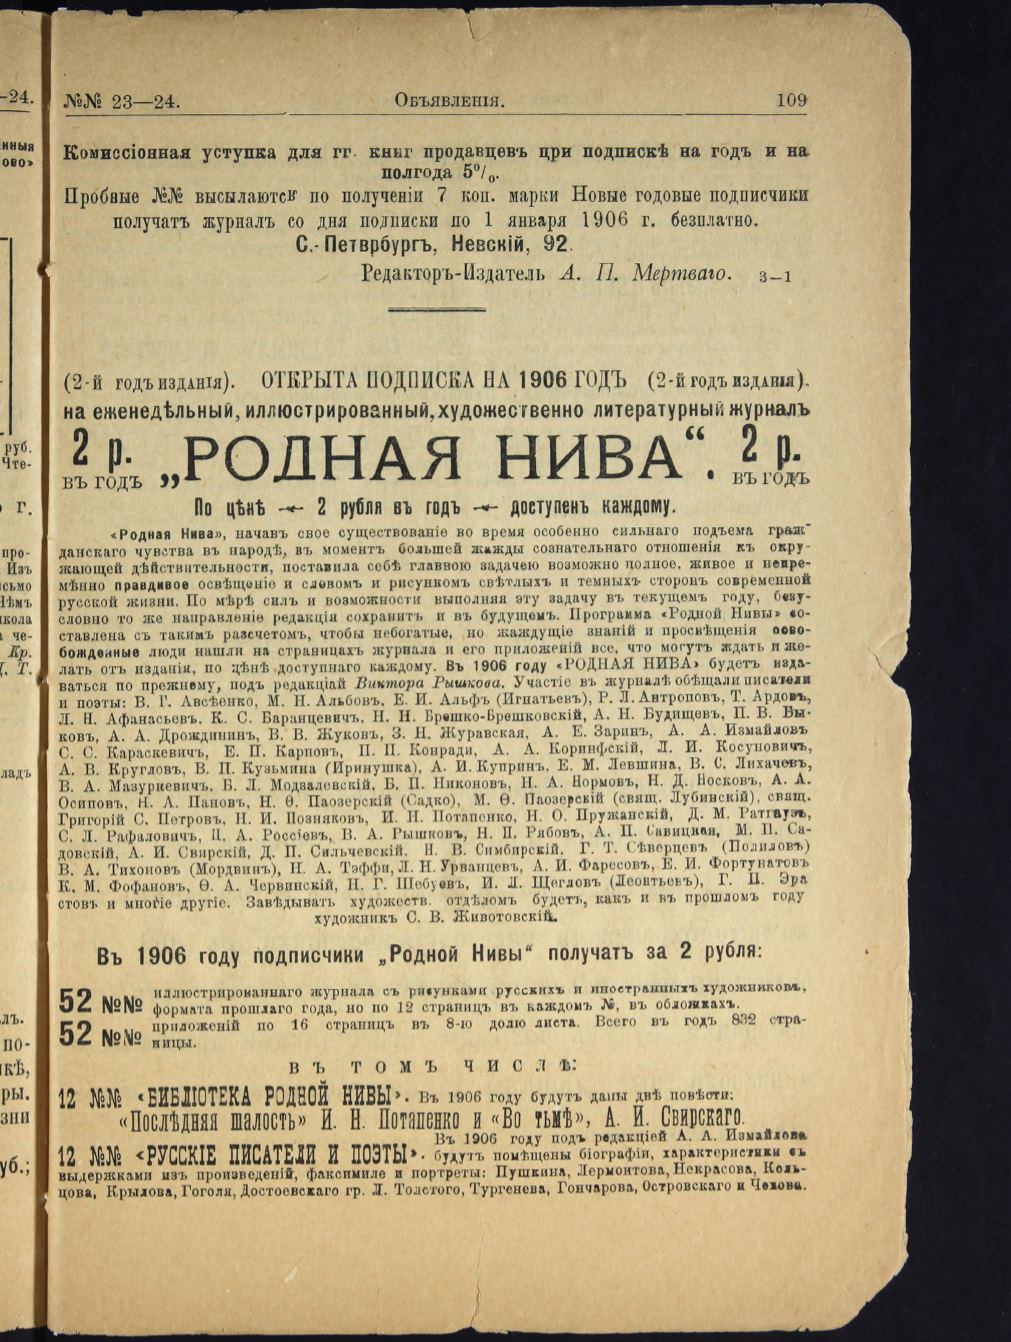 №№ 23—24.
Объявленія.
109
Комиссіонная уступка для гг. книг продавцевъ при подпискѣ на годъ и на
полгода 5%.
Пробные №№ высылаются по полученіи 7 коп. марки Новые годовые подписчики
получатъ журналъ со дня подписки по 1 января 1906 г. безплатно.
С.-Петврбургъ, Невскій, 92.
Редакторъ-Издатель А. П. Мертваго. 3—1
(2-й годъ изданія). ОТКРЫТА ПОДПИСКА НА 1906 ГОДЪ (2-й годъ изданія).
на еженедѣльный, иллюстрированный, художественно литературный журналъ
2 р. въ годъ „РОДНАЯ НИВА“. 2 р. въ годъ
По цѣнѣ 2 рубля въ годъ доступенъ каждому.
«Родная Нива», начавъ свое существованіе во время особенно сильнаго подъема граж-
данскаго чувства въ народѣ, въ моментъ большей жажды сознательнаго отношенія къ окру-
жающей дѣйствительности, поставила себѣ главвою задачею возможно полное, живое и непре-
мѣнно правдивое освѣщеніе и словомъ и рисункомъ свѣтлыхъ и темныхъ сторонъ современной
русской жизни. По мѣрѣ силъ и возможности выполняя эту задачу въ текущемъ году, безу-
словно то же направленіе редакція сохранитъ и въ будущемъ. Программа «Родной Нивы» со-
ставлена съ такимъ разсчетомъ, чтобы небогатые, но жаждущіе знаній и просвѣщенія осво-
божденные люди нашли на страницахъ журнала и его приложеній все, что могутъ ждать и же-
лать отъ изданія, по цѣнѣ доступнаго каждому. Въ 1906 году «РОДНАЯ НИВА» будетъ изда-
ваться по прежнему, подъ редакціай Виктора Рышкова. Участіе въ журналѣ обѣщали писатели
и поэты: В. Г. Авсѣенко, М. Н. Альбовъ, Е. И. Альфъ (Игнатьевъ), Р. Л. Антроповъ, Т. Ардовъ,
Л. Н. Афанасьевъ. К. С. Баранцевичъ, Н. Н. Брешко-Брешковскій, А. Н. Будищевъ, П. В. Бы-
ковъ, А. А. Дрождининъ, В. В. Жуковъ, З. Н. Журавская, А. Е. Заринъ, А. А. Измайловъ
С. С. Караскевичъ, Е. П. Карповъ, П. П. Конради, А. А. Коринфскій, Л. И. Косуновичъ,
А. В. Кругловъ, В. П. Кузьмина (Иринушка), А. И. Купринъ, Е. М. Левшина, В. С. Лихачевъ,
В. А. Мазуркевичъ, Б. Л. Модзалевскій, Б. П. Никоновъ, Н. А. Нормовъ, Н. Д. Носковъ, А. А.
Осиповъ, Н. А. Пановъ, Н. Ѳ. Паозерскій (Садко), М. Ѳ. Паозерскій (свящ. Лубинскій), свящ.
Григорій С. Петровъ, Н. И. Позняковъ, И. Н. Потапенко, Н. О. Пружанскій, Д. М. Ратгаузъ,
С. Л. Рафаловичъ, Н. А. Россіевъ, В. А. Рышковъ, Н. П. Рябовъ, А. П. Савицкая, М. П. Са-
довскій, А. И. Свирскій, Д. П. Сильчевскій, Н. В. Симбирскій, Г. Т. Сѣверцевъ (Полиловъ)
В. А. Тихоновъ (Мордвинъ), Н. А. Тэффи, Л. Н. Урванцевъ, А. И. Фаресовъ, Е. И. Фортунатовъ
К. М. Фофановъ, Ѳ. А. Червинскій, Н. Г. Шебуевъ, И. Л. Щегловъ (Леонтьевъ), Г. П. Эра
стовъ и многіе другіе. Завѣдывать художеств. отдѣломъ будетъ, какъ и въ прошломъ году
художникъ С. В. Животовскій.
Въ 1906 году подписчики „Родной Нивы“ получатъ за 2 рубля:
52 №№ иллюстрированнаго журнала съ рисунками русскихъ и иностранныхъ художниковъ,
формата прошлаго года, но по 12 страницъ въ каждомъ №, въ обложкахъ.
52 №№ приложеній по 16 страницъ въ 8-ю долю листа. Всего въ годъ 832 стра-
ницы.
ВЪ ТОМЪ ЧИСЛѢ:
12 №№ «БИБЛІОТЕКА РОДНОЙ НИВЫ». Въ 1906 году будутъ даны двѣ повѣсти:
«Послѣдняя шалость» И. Н. Потапенко и «Во тьмѣ», А. И. Свирскаго.
Въ 1906 году подъ редакціей А. А. Измайлова
12 №№ «РУССКІЕ ПИСАТЕЛИ И ПОЭТЫ». будутъ помѣщены біографіи, характеристики съ
выдержками изъ произведеній, факсимиле и портреты: Пушкина, Лермонтова, Некрасова, Коль-
цова, Крылова, Гоголя, Достоевскаго гр. Л. Толстого, Тургенева, Гончарова, Островскаго и Чехова.